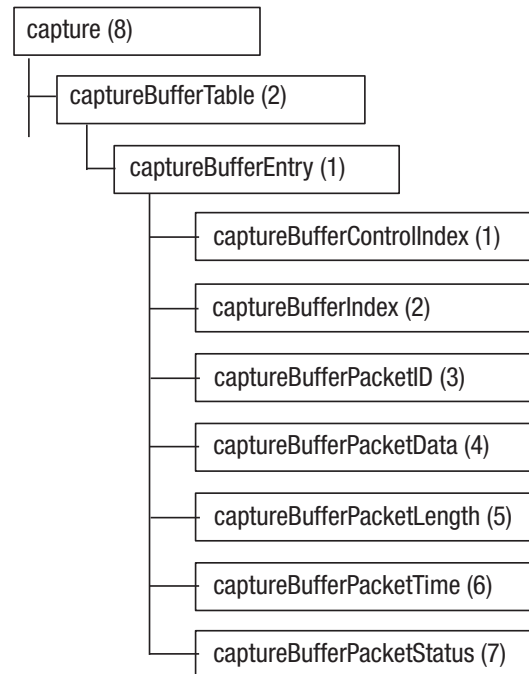 capture (8)
captureBufferTable (2)
captureBufferEntry (1)
captureBufferControlIndex (1)
captureBufferIndex (2)
captureBufferPacketID (3)
captureBufferPacketData (4)
captureBufferPacketLength (5)
captureBufferPacketTime (6)
captureBufferPacketStatus (7)